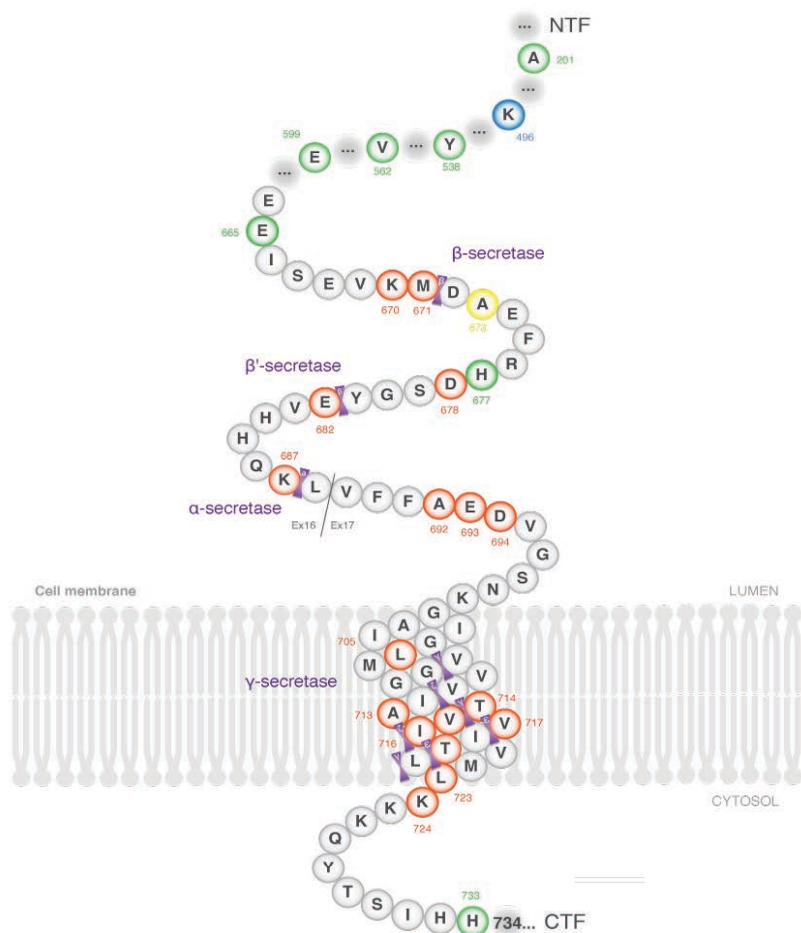 ... NTF
A 201
...
K
496
599
E ... V ... Y ...
562 538
...
E
665 E
I S E V K M D A E
β-secretase
670 671 673
F
R
β'-secretase
E Y G S D H
682 678 677
H H V
H
Q
687
K L V F F A E D V
α-secretase
Ex16 Ex17
692 693 694
G
S
N
K
Cell membrane
LUMEN
G
A
I
705
I
G
L
M
V
γ-secretase
G
V
G
I
V
714
713 A
T
V 717
716 I
V
I
V
L
T
M
L
723
CYTOSOL
K K K
724
Q
Y
T S I H H
733
734... CTF